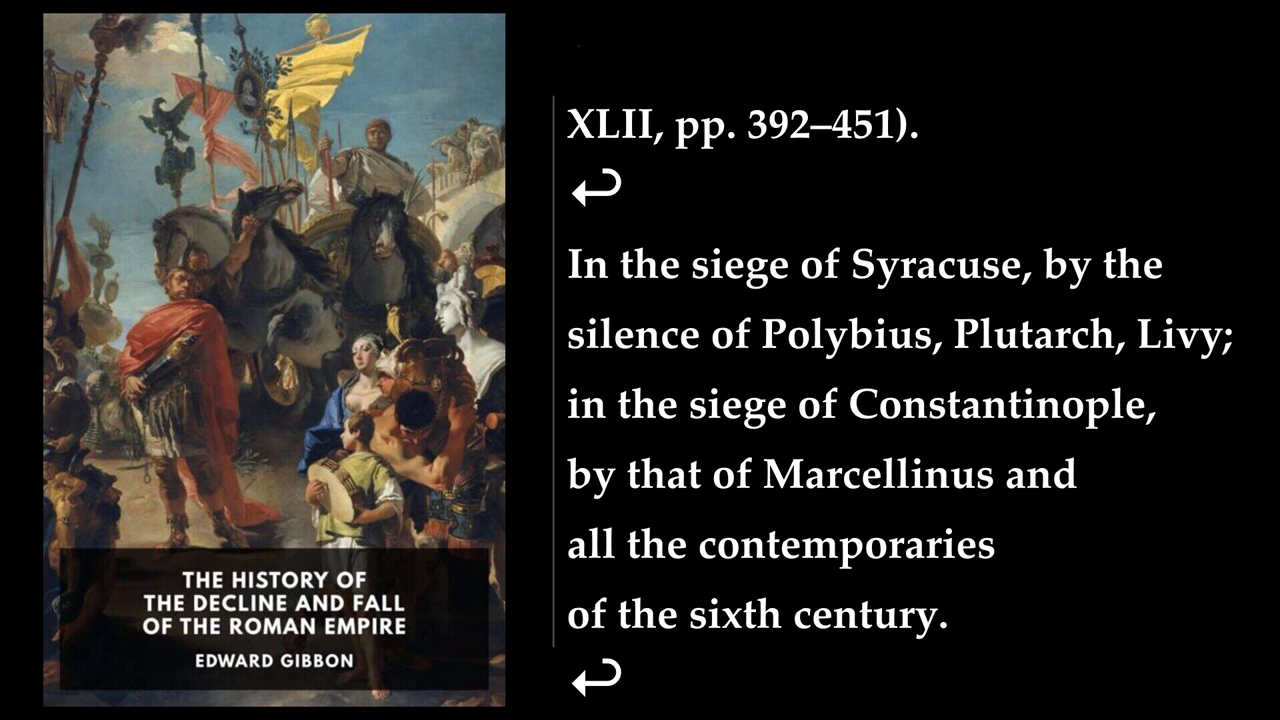 THE HISTORY OF
THE DECLINE AND FALL
OF THE ROMAN EMPIRE
EDWARD GIBBON
XLII, pp. 392–451).
↩
In the siege of Syracuse, by the
silence of Polybius, Plutarch, Livy;
in the siege of Constantinople,
by that of Marcellinus and
all the contemporaries
of the sixth century.
↩